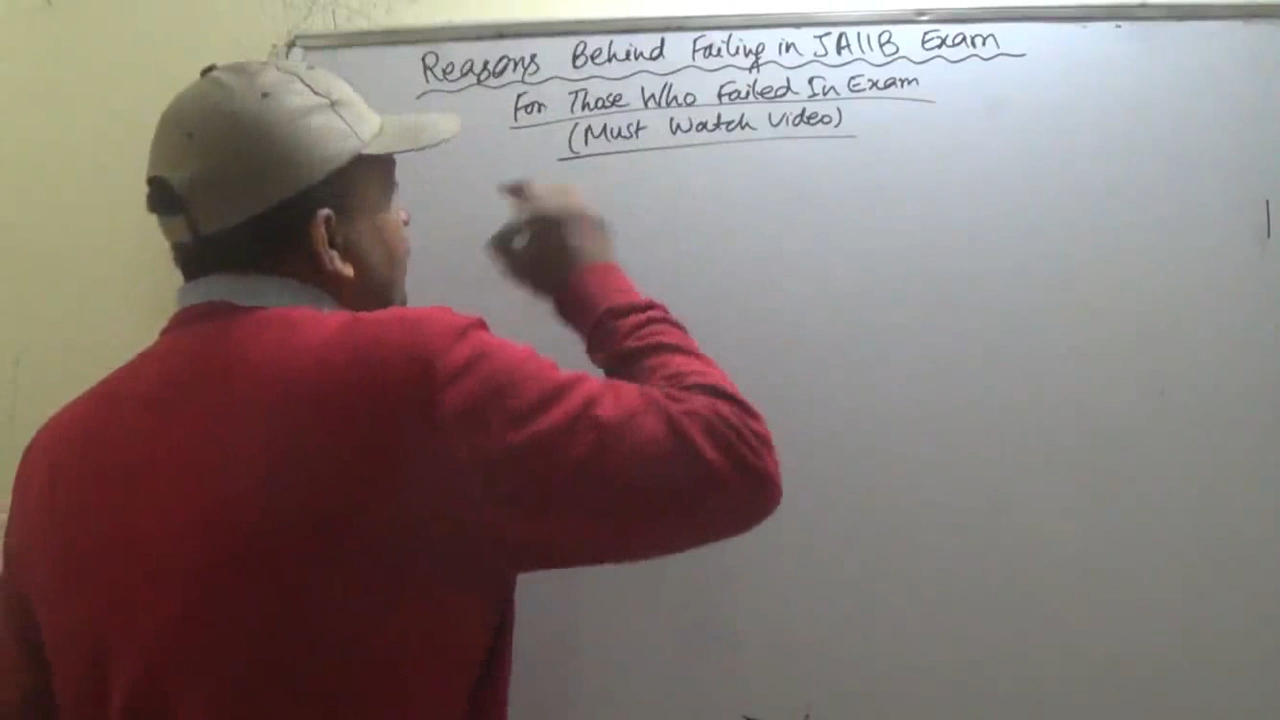 Reasons Behind Failing in JAIIB Exam
For Those Who Failed In Exam
(Must Watch Video)